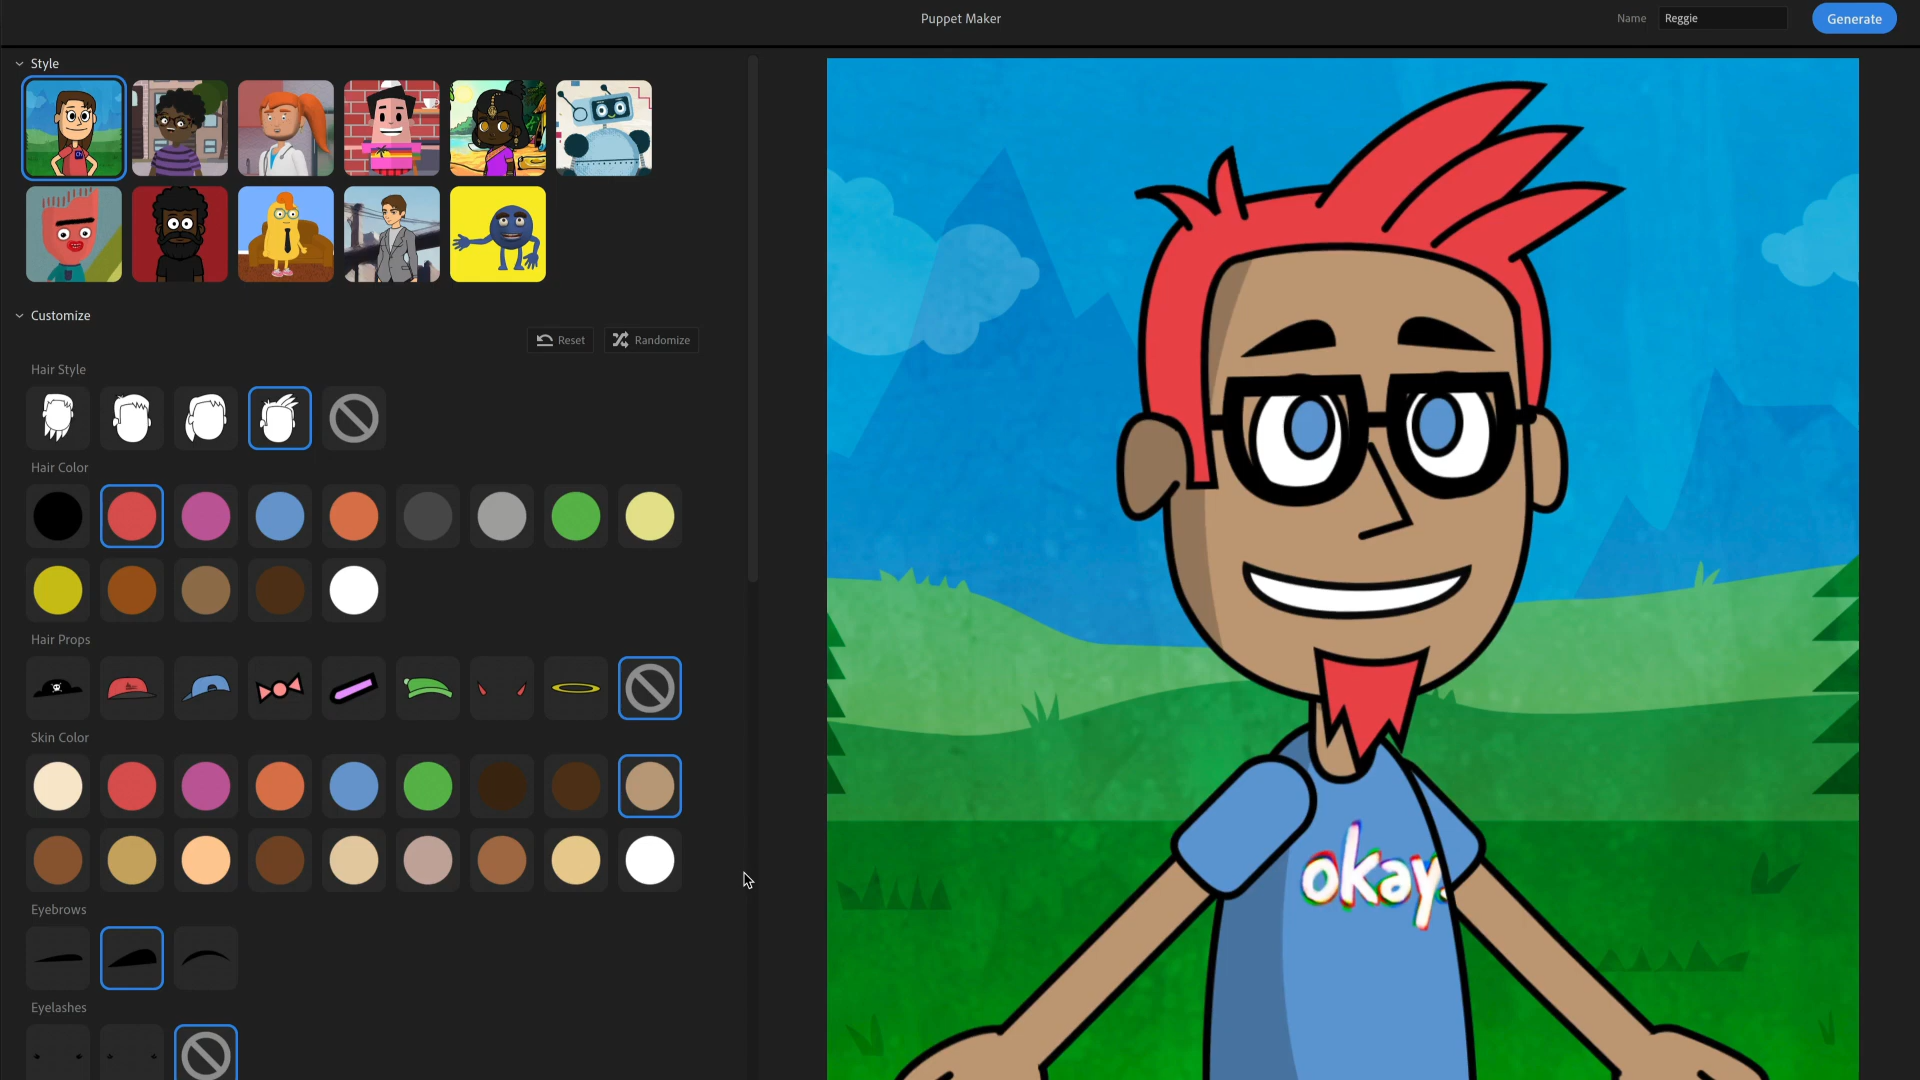 Puppet Maker
Name
Reggie
Generate
Style
Customize
Reset
Randomize
Hair Style
Hair Color
Hair Props
Skin Color
Eyebrows
Eyelashes
okay.